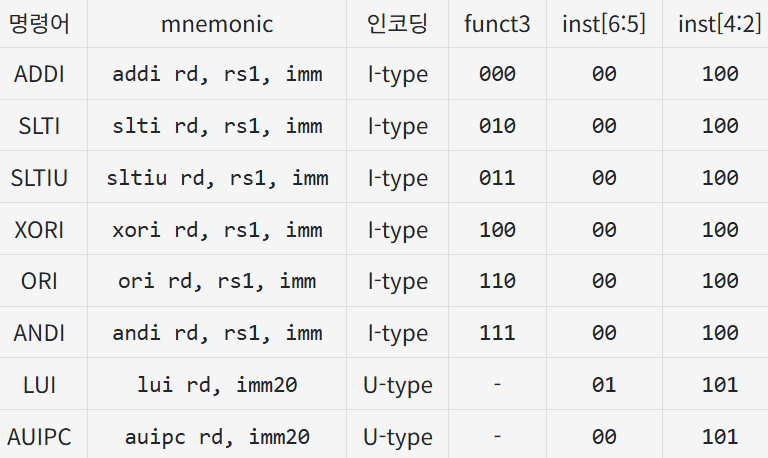 명령어 mnemonic 인코딩 funct3 inst[6:5] inst[4:2]
ADDI addi rd, rs1, imm I-type 000 00 100
SLTI slti rd, rs1, imm I-type 010 00 100
SLTIU sltiu rd, rs1, imm I-type 011 00 100
XORI xori rd, rs1, imm I-type 100 00 100
ORI ori rd, rs1, imm I-type 110 00 100
ANDI andi rd, rs1, imm I-type 111 00 100
LUI lui rd, imm20 U-type - 01 101
AUIPC auipc rd, imm20 U-type - 00 101